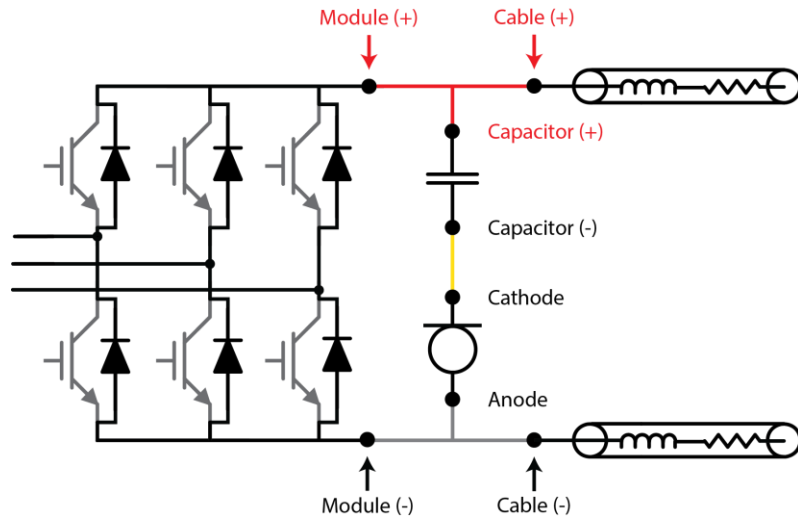 Module (+)
Cable (+)
Capacitor (+)
Capacitor (-)
Cathode
Anode
Module (-)
Cable (-)